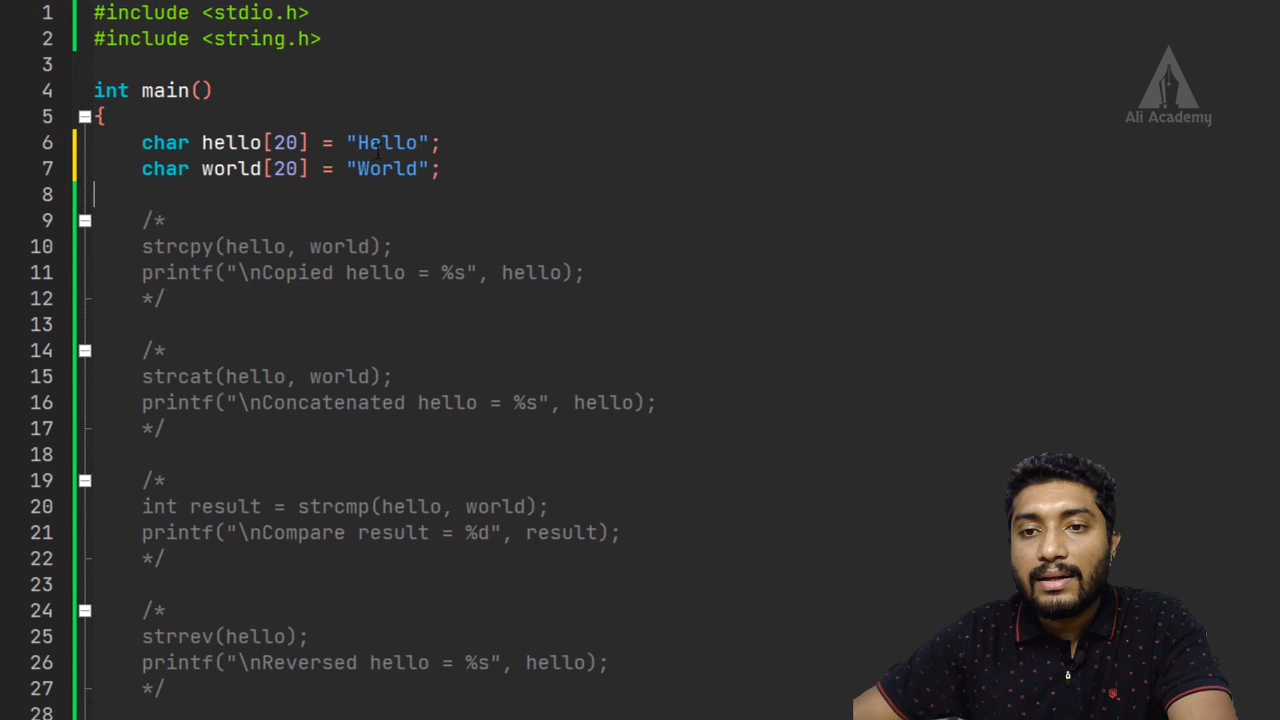 1 #include <stdio.h>
2 #include <string.h>
3
4 int main()
5 {
6 char hello[20] = "Hello";
7 char world[20] = "World";
8
9 /*
10 strcpy(hello, world);
11 printf("\nCopied hello = %s", hello);
12 */
13
14 /*
15 strcat(hello, world);
16 printf("\nConcatenated hello = %s", hello);
17 */
18
19 /*
20 int result = strcmp(hello, world);
21 printf("\nCompare result = %d", result);
22 */
23
24 /*
25 strrev(hello);
26 printf("\nReversed hello = %s", hello);
27 */
28
Ali Academy